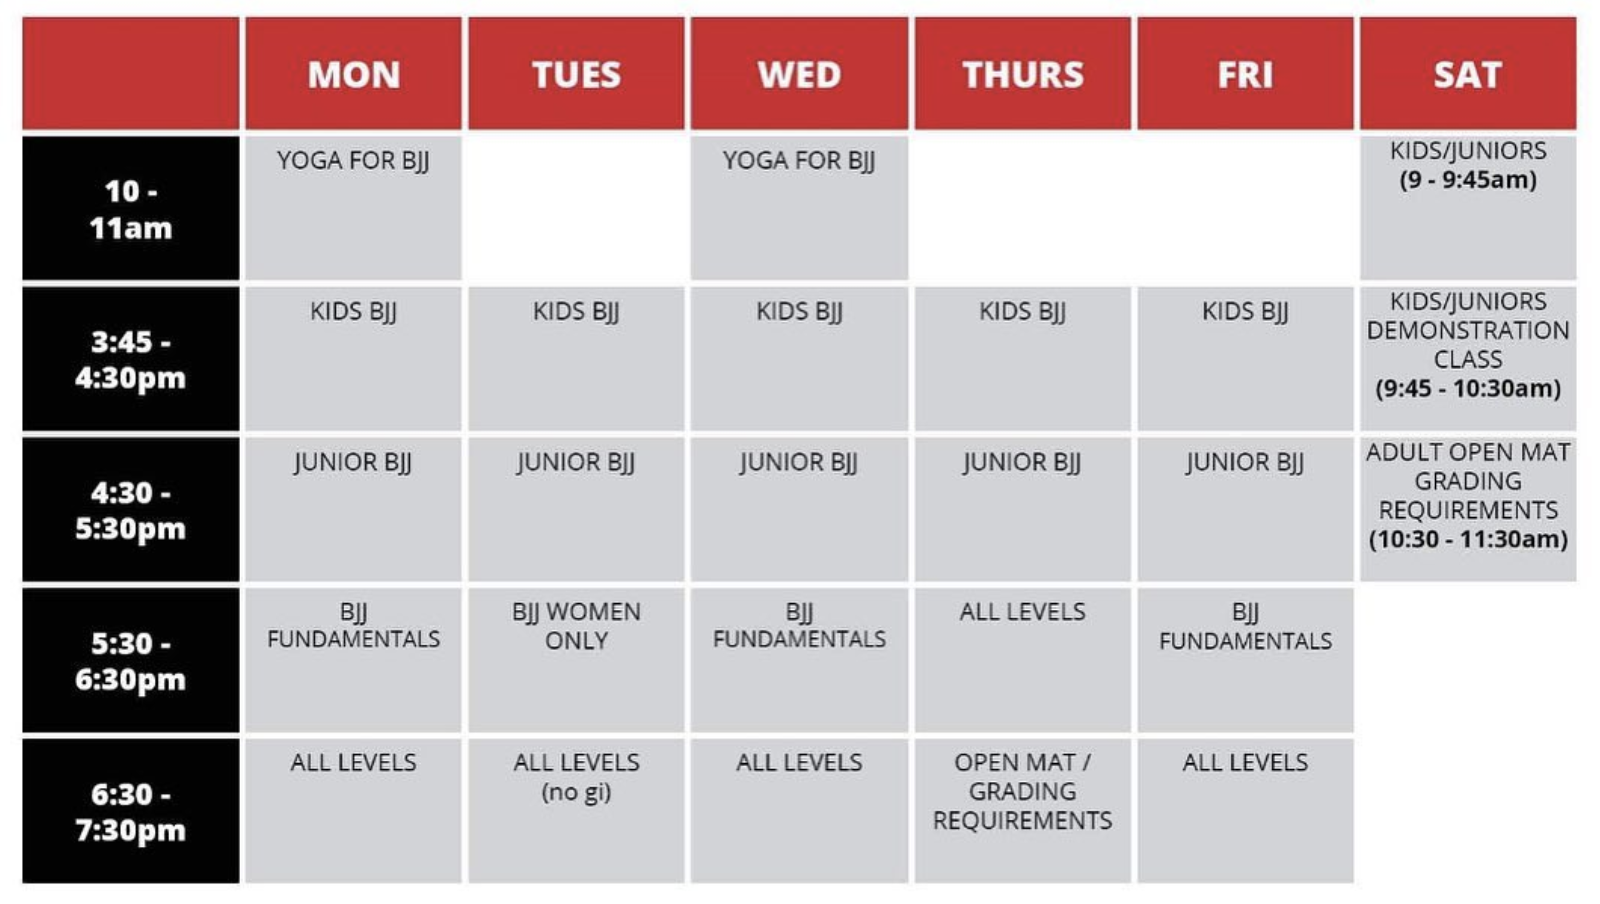 MON TUES WED THURS FRI SAT
10 -
11am
YOGA FOR BJJ
YOGA FOR BJJ
KIDS/JUNIORS
(9 - 9:45am)
3:45 -
4:30pm
KIDS BJJ
KIDS BJJ
KIDS BJJ
KIDS BJJ
KIDS BJJ
KIDS/JUNIORS
DEMONSTRATION
CLASS
(9:45 - 10:30am)
4:30 -
5:30pm
JUNIOR BJJ
JUNIOR BJJ
JUNIOR BJJ
JUNIOR BJJ
JUNIOR BJJ
ADULT OPEN MAT
GRADING
REQUIREMENTS
(10:30 - 11:30am)
5:30 -
6:30pm
BJJ
FUNDAMENTALS
BJJ WOMEN
ONLY
BJJ
FUNDAMENTALS
ALL LEVELS
BJJ
FUNDAMENTALS
6:30 -
7:30pm
ALL LEVELS
ALL LEVELS
(no gi)
ALL LEVELS
OPEN MAT /
GRADING
REQUIREMENTS
ALL LEVELS